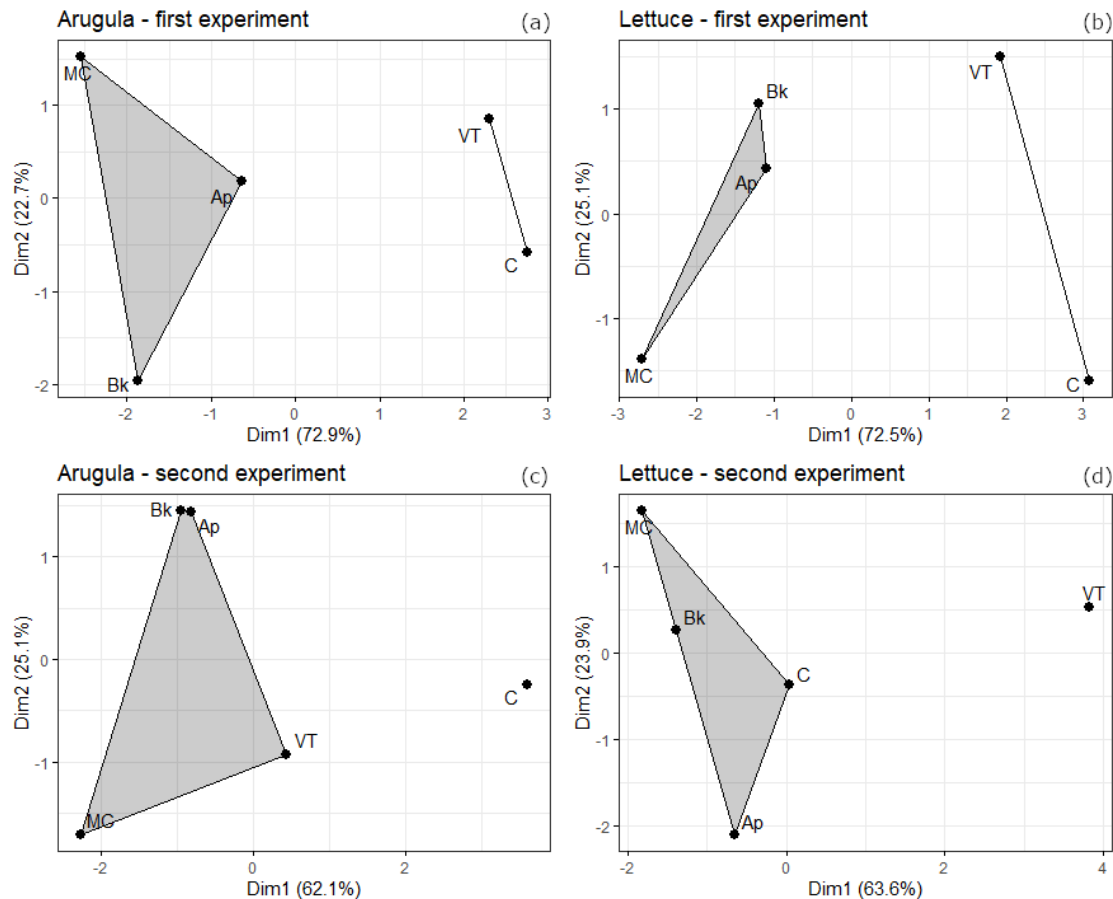 Arugula - first experiment (a)
MC
VT
Ap
C
Bk
1
0
-1
-2
Dim2 (22.7%)
-2 -1 0 1 2 3
Dim1 (72.9%)
Lettuce - first experiment (b)
VT
Bk
Ap
MC
C
1
0
-1
Dim2 (25.1%)
-3 -2 -1 0 1 2 3
Dim1 (72.5%)
Arugula - second experiment (c)
Bk
Ap
C
VT
MC
1
0
-1
Dim2 (25.1%)
-2 0 2
Dim1 (62.1%)
Lettuce - second experiment (d)
MC
VT
Bk
C
Ap
1
0
-1
-2
Dim2 (23.9%)
-2 0 2 4
Dim1 (63.6%)